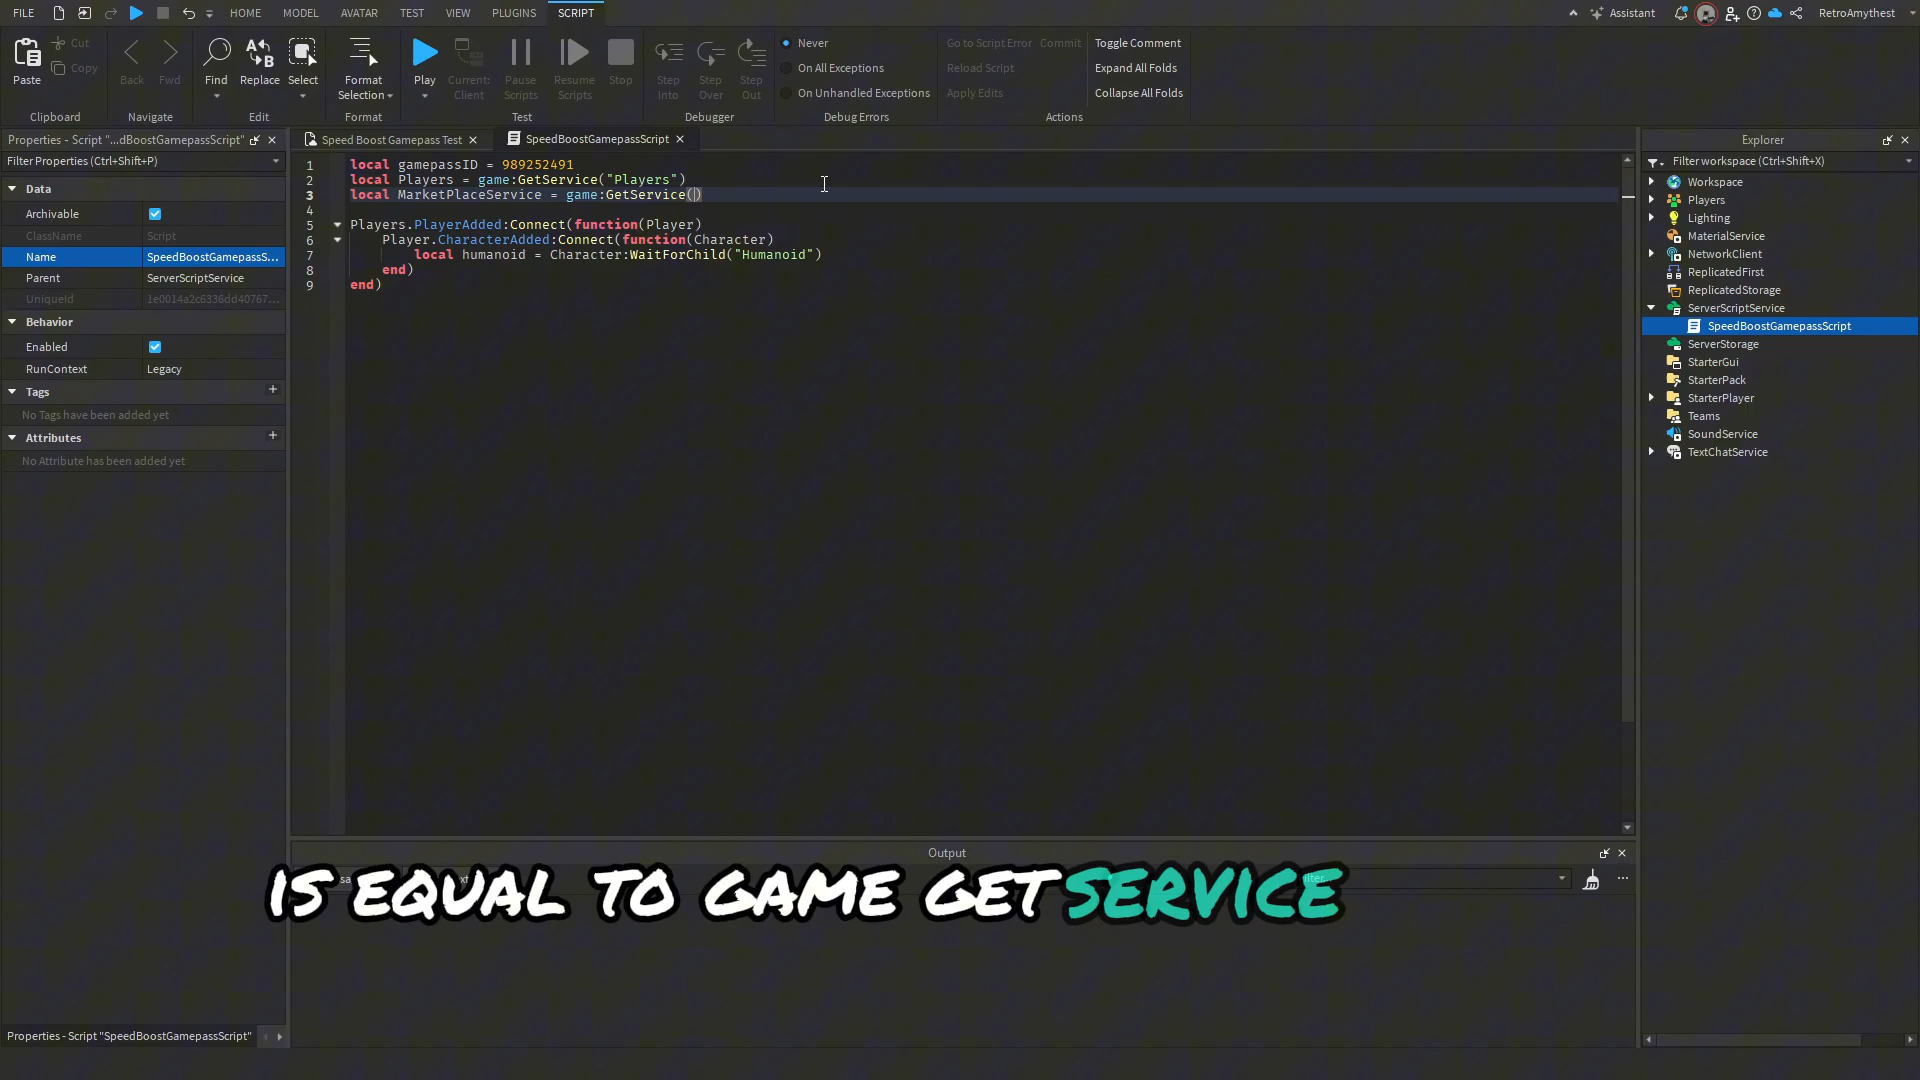 FILE HOME MODEL AVATAR TEST VIEW PLUGINS SCRIPT Assistant RetroAmythest
Paste Cut Copy Back Fwd Find Replace Select Format Selection Play Current: Client Pause Scripts Resume Scripts Stop Step Into Step Over Step Out
Never Go to Script Error Commit Toggle Comment
On All Exceptions Reload Script Expand All Folds
On Unhandled Exceptions Apply Edits Collapse All Folds
Clipboard Navigate Edit Format Test Debugger Debug Errors Actions
Properties - Script "...dBoostGamepassScript"
Filter Properties (Ctrl+Shift+P)
Data
Archivable
ClassName Script
Name SpeedBoostGamepassS...
Parent ServerScriptService
UniqueId 1e0014a2c6336dd40767...
Behavior
Enabled
RunContext Legacy
Tags
No Tags have been added yet
Attributes
No Attribute has been added yet
Properties - Script "SpeedBoostGamepassScript"
Speed Boost Gamepass Test SpeedBoostGamepassScript
1 local gamepassID = 989252491
2 local Players = game:GetService("Players")
3 local MarketPlaceService = game:GetService()
4
5 Players.PlayerAdded:Connect(function(Player)
6 Player.CharacterAdded:Connect(function(Character)
7 local humanoid = Character:WaitForChild("Humanoid")
8 end)
9 end)
Output
IS EQUAL TO GAME GET SERVICE
Explorer
Filter workspace (Ctrl+Shift+X)
Workspace
Players
Lighting
MaterialService
NetworkClient
ReplicatedFirst
ReplicatedStorage
ServerScriptService
SpeedBoostGamepassScript
ServerStorage
StarterGui
StarterPack
StarterPlayer
Teams
SoundService
TextChatService